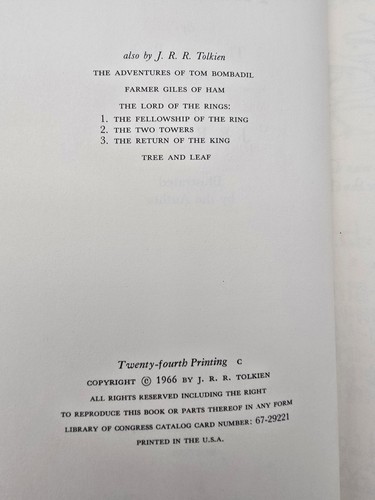 also by J. R. R. Tolkien
THE ADVENTURES OF TOM BOMBADIL
FARMER GILES OF HAM
THE LORD OF THE RINGS:
1. THE FELLOWSHIP OF THE RING
2. THE TWO TOWERS
3. THE RETURN OF THE KING
TREE AND LEAF
Twenty-fourth Printing C
COPYRIGHT © 1966 BY J. R. R. TOLKIEN
ALL RIGHTS RESERVED INCLUDING THE RIGHT
TO REPRODUCE THIS BOOK OR PARTS THEREOF IN ANY FORM
LIBRARY OF CONGRESS CATALOG CARD NUMBER: 67-29221
PRINTED IN THE U.S.A.